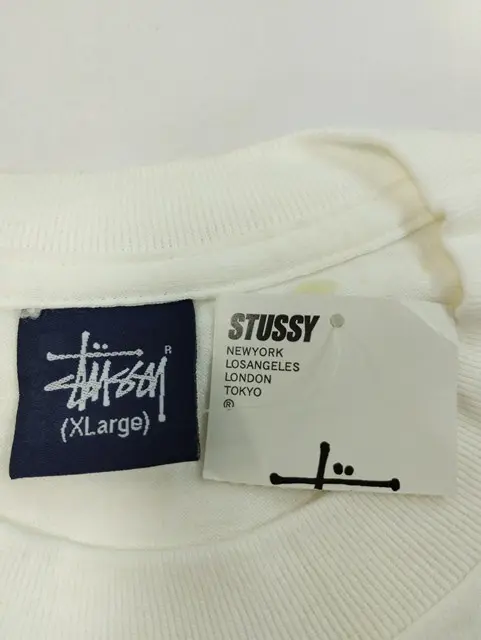 Stüssy ®
(XLarge)
STUSSY
NEWYORK
LOSANGELES
LONDON
TOKYO
®